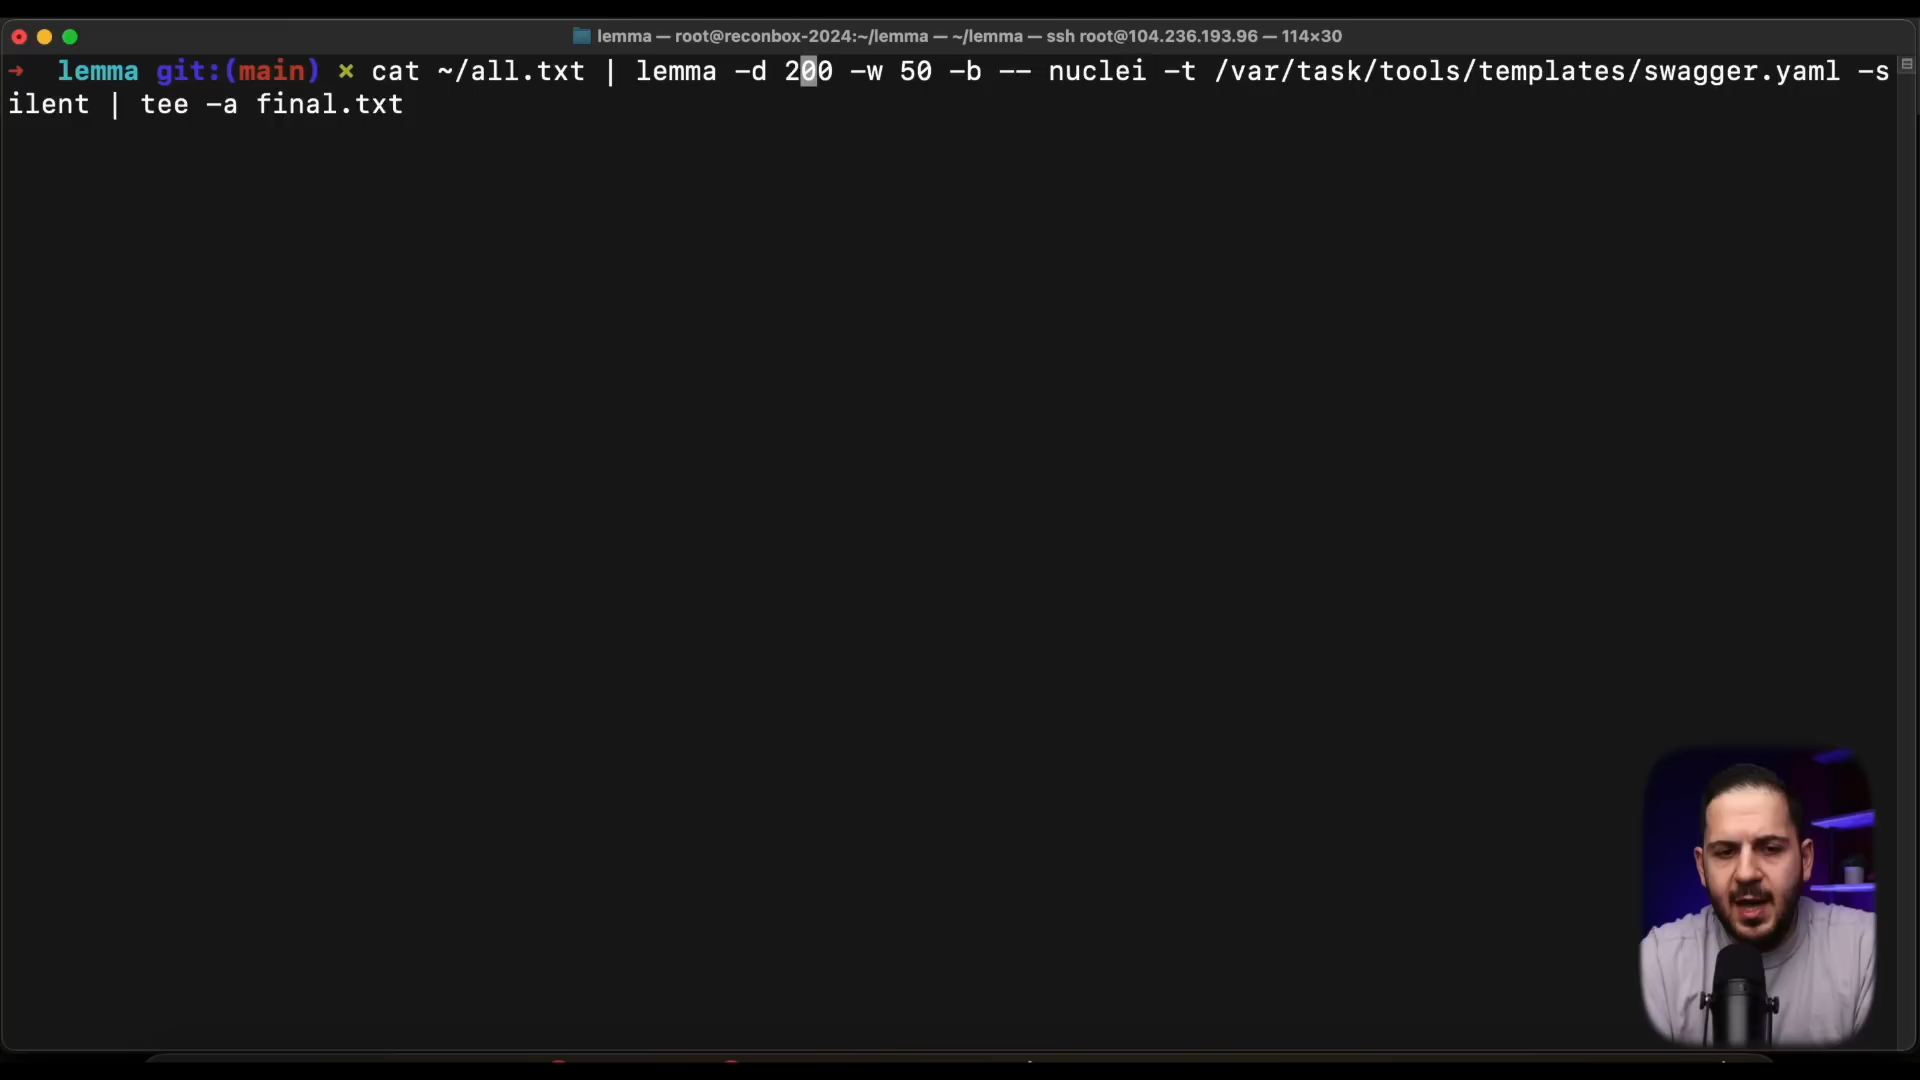 lemma — root@reconbox-2024:~/lemma — ~/lemma — ssh root@104.236.193.96 — 114×30
→ lemma git:(main) × cat ~/all.txt | lemma -d 200 -w 50 -b -- nuclei -t /var/task/tools/templates/swagger.yaml -s
ilent | tee -a final.txt